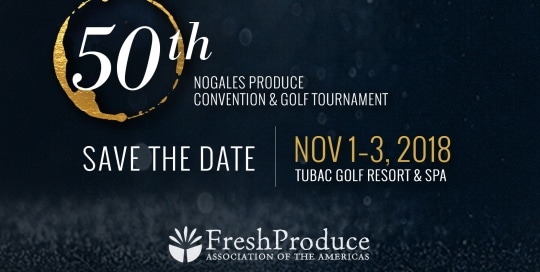 50th
NOGALES PRODUCE
CONVENTION & GOLF TOURNAMENT
SAVE THE DATE
NOV 1-3, 2018
TUBAC GOLF RESORT & SPA
FreshProduce
ASSOCIATION OF THE AMERICAS